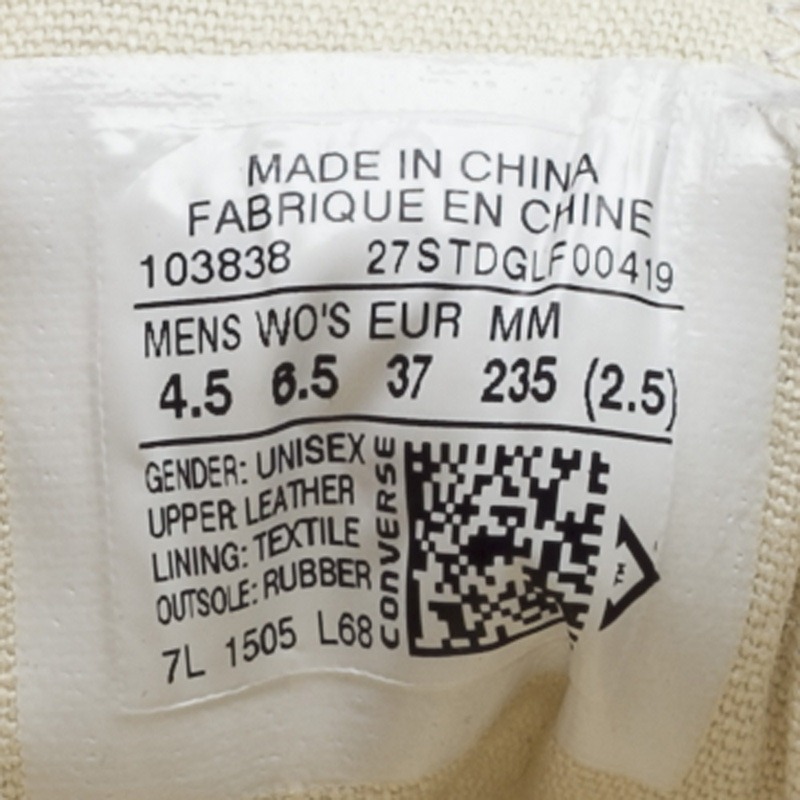 MADE IN CHINA
FABRIQUE EN CHINE
103838 27STDGLF00419
MENS WO'S EUR MM
4.5 6.5 37 235 (2.5)
GENDER: UNISEX
UPPER LEATHER
LINING: TEXTILE
OUTSOLE: RUBBER
7L 1505 L68
CONVERSE
TM